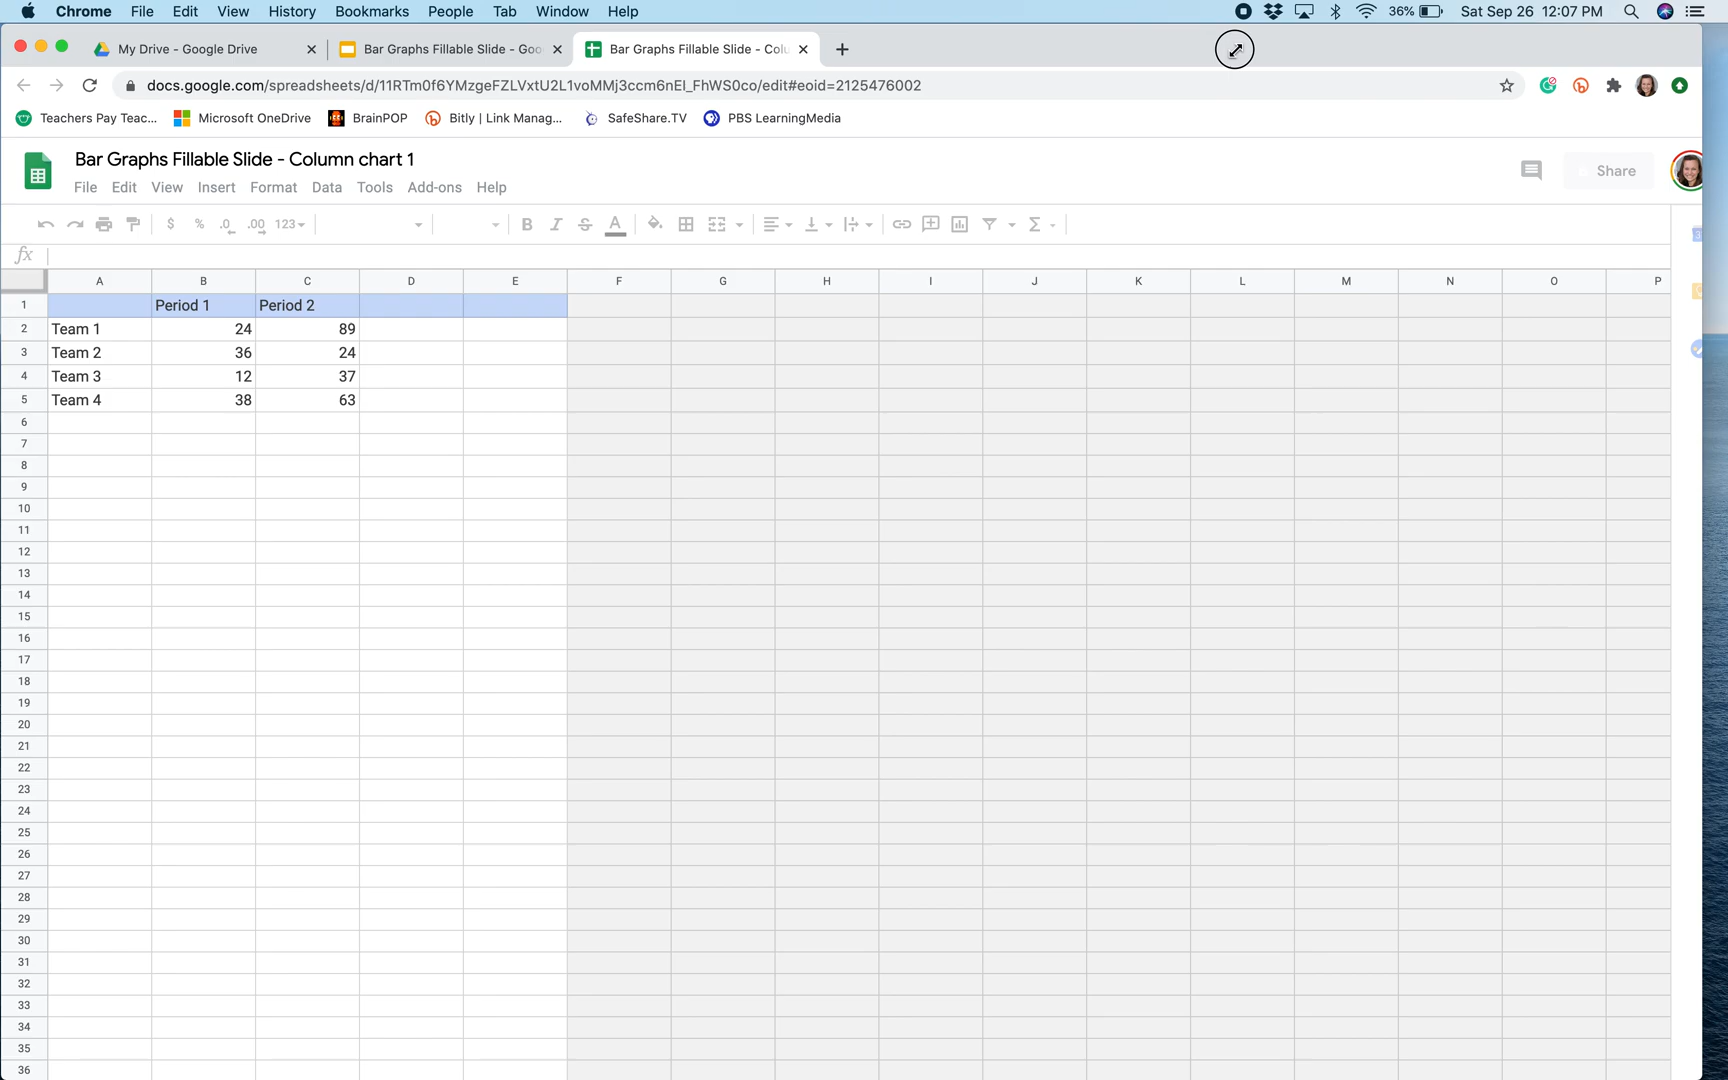 Chrome File Edit View History Bookmarks People Tab Window Help 36% Sat Sep 26 12:07 PM
My Drive - Google Drive Bar Graphs Fillable Slide - Goo Bar Graphs Fillable Slide - Colu
docs.google.com/spreadsheets/d/11RTm0f6YMzgeFZLVxtU2L1voMMj3ccm6nEI_FhWS0co/edit#eoid=2125476002
Teachers Pay Teac... Microsoft OneDrive BrainPOP Bitly | Link Manag... SafeShare.TV PBS LearningMedia
Bar Graphs Fillable Slide - Column chart 1
File Edit View Insert Format Data Tools Add-ons Help
Share
$ % .0 .00 123 B I S A Σ
fx
A B C D E F G H I J K L M N O P
1 Period 1 Period 2
2 Team 1 24 89
3 Team 2 36 24
4 Team 3 12 37
5 Team 4 38 63
6
7
8
9
10
11
12
13
14
15
16
17
18
19
20
21
22
23
24
25
26
27
28
29
30
31
32
33
34
35
36